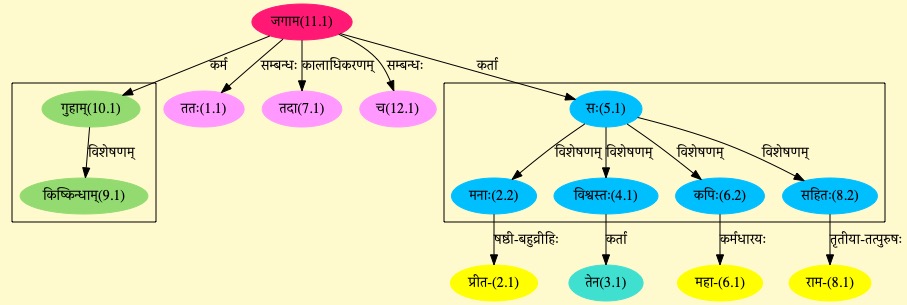 जगाम(11.1)
कर्म सम्बन्धः कालाधिकरणम् सम्बन्धः कर्ता
गुहाम्(10.1) ततः(1.1) तदा(7.1) च(12.1) सः(5.1)
विशेषणम् विशेषणम् विशेषणम् विशेषणम् विशेषणम्
किष्किन्धाम्(9.1) मनाः(2.2) विश्वस्तः(4.1) कपिः(6.2) सहितः(8.2)
षष्ठी-बहुव्रीहिः कर्ता कर्मधारयः तृतीया-तत्पुरुषः
प्रीत-(2.1) तेन(3.1) महा-(6.1) राम-(8.1)